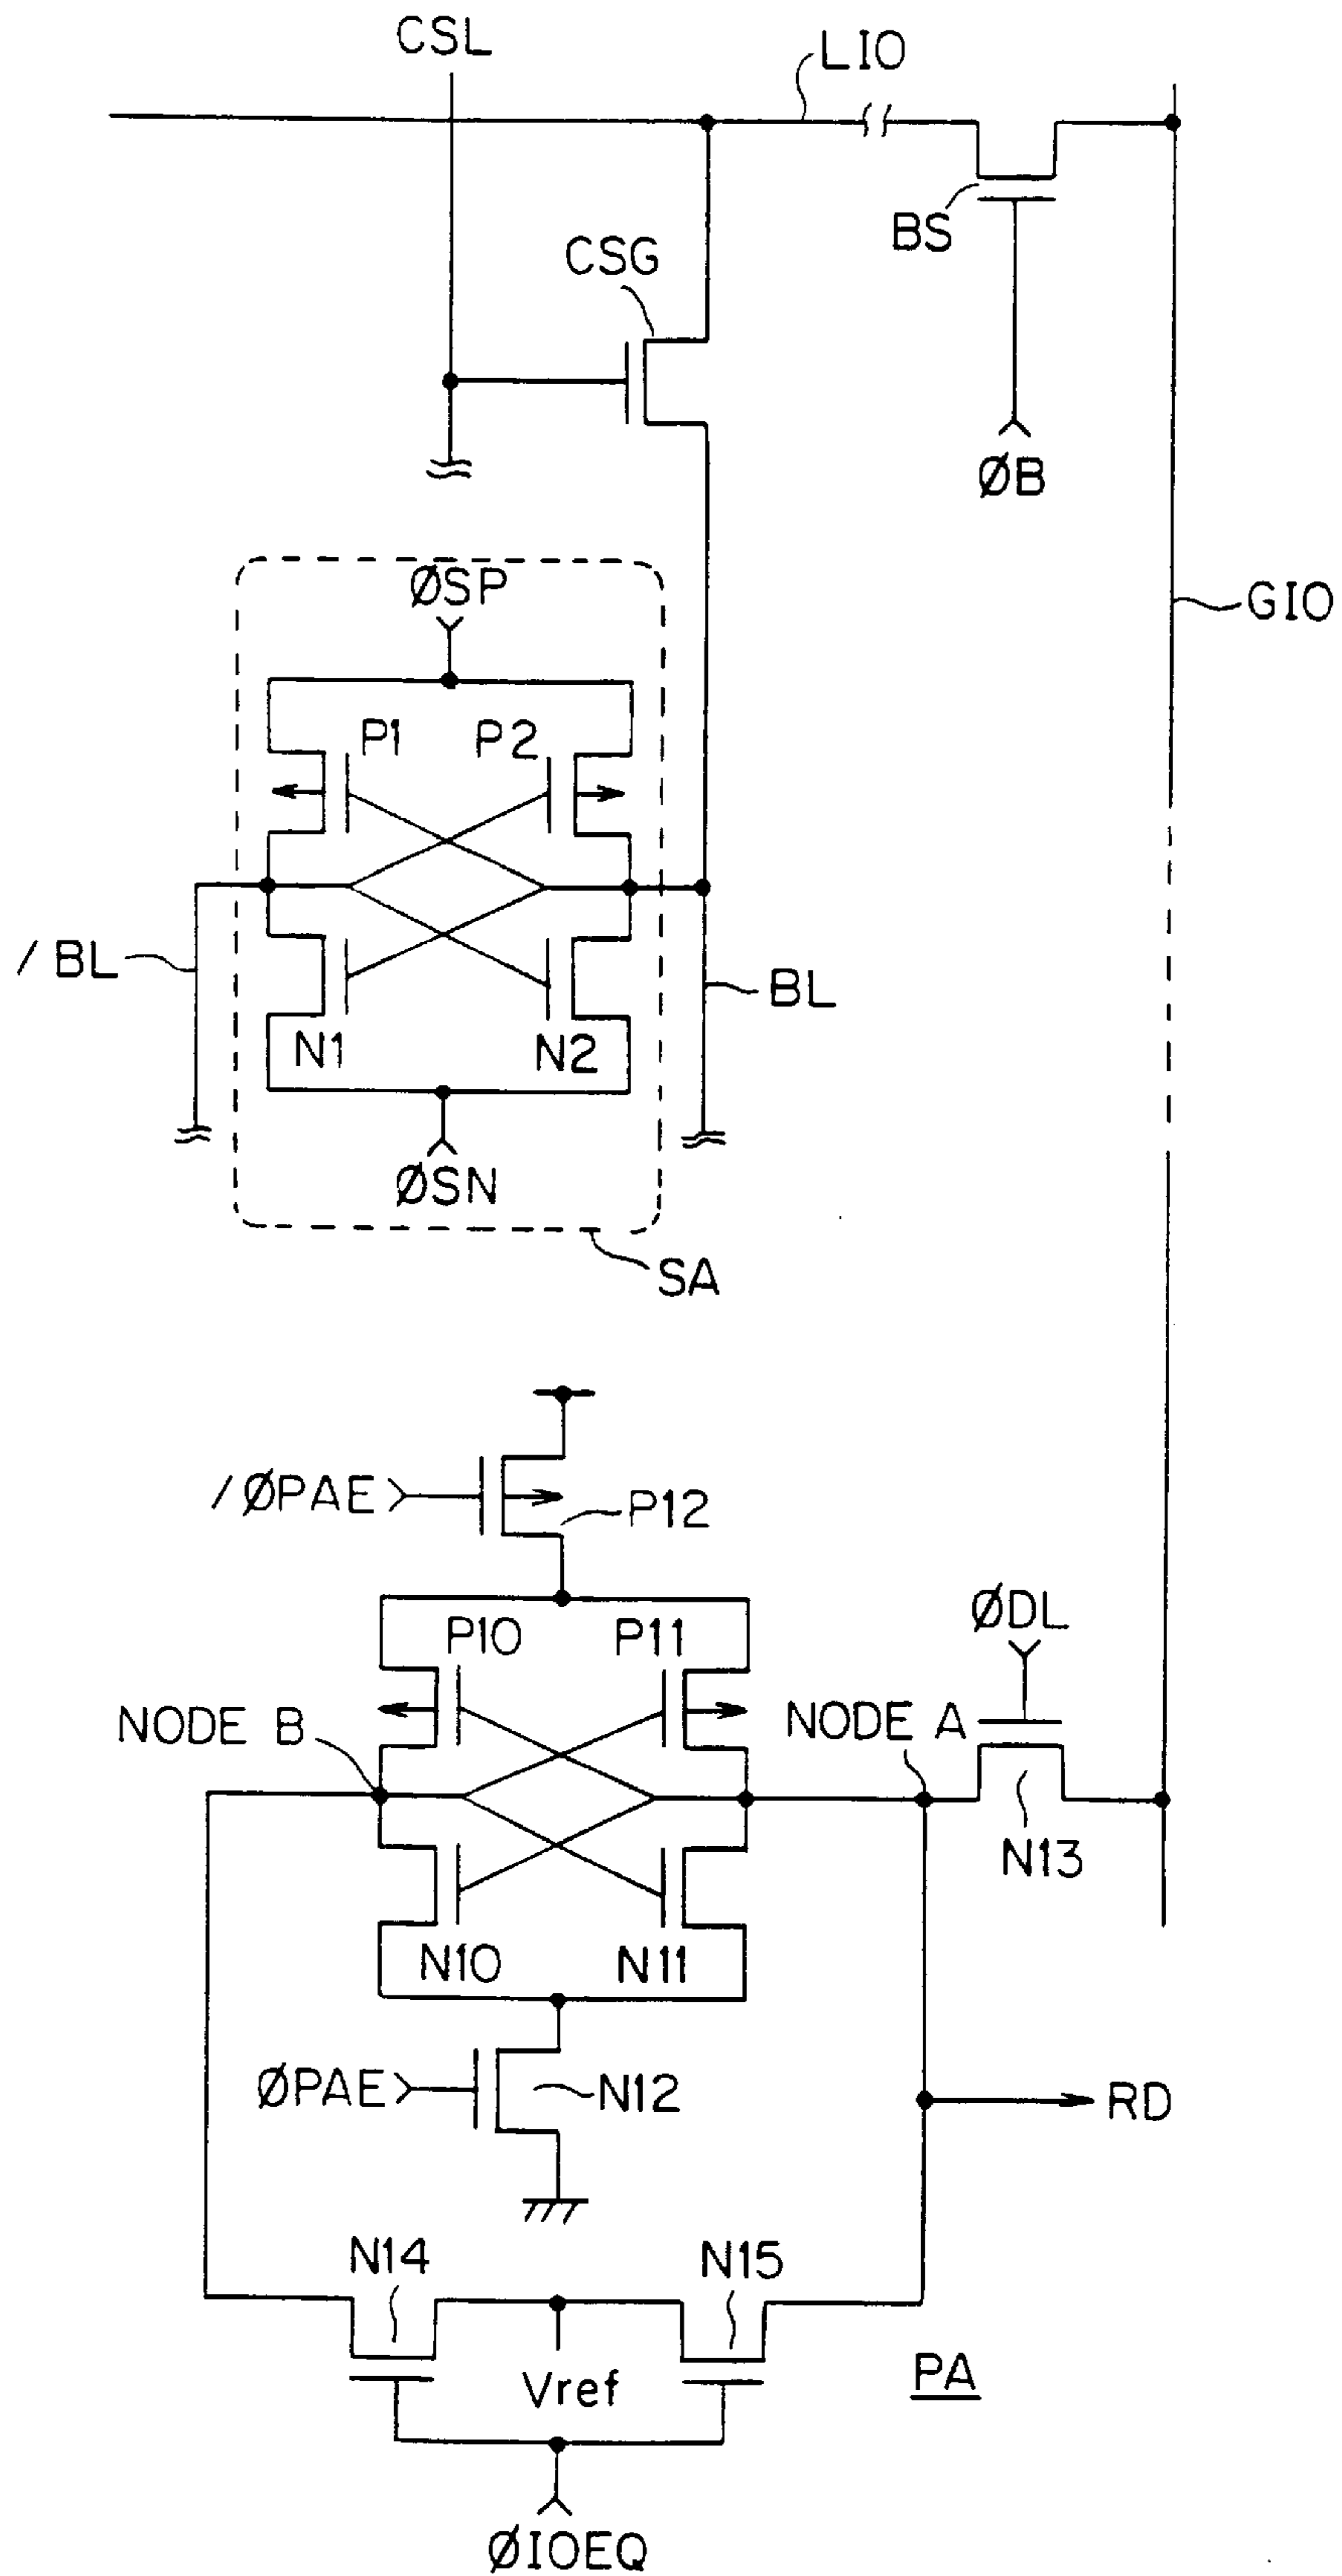 CSL
LIO
BS
CSG
ØB
ØSP
GIO
P1
P2
/BL
BL
N1
N2
ØSN
SA
/ØPAE
P12
ØDL
P10
P11
NODE B
NODE A
N13
N10
N11
ØPAE
N12
RD
N14
N15
Vref
PA
ØIOEQ